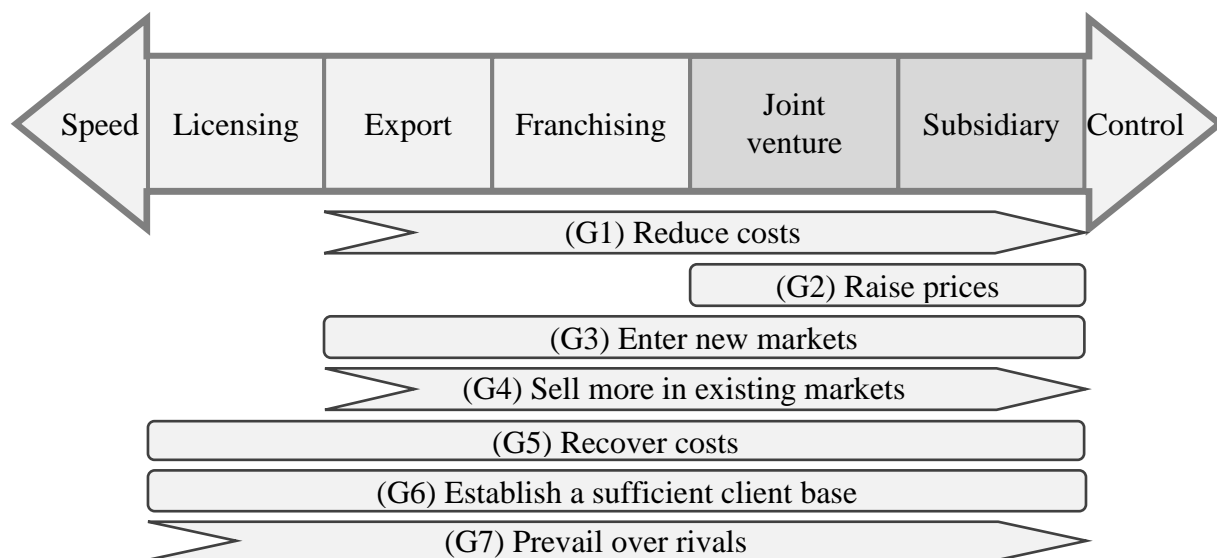 Speed
Licensing
Export
Franchising
Joint
venture
Subsidiary
Control
(G1) Reduce costs
(G2) Raise prices
(G3) Enter new markets
(G4) Sell more in existing markets
(G5) Recover costs
(G6) Establish a sufficient client base
(G7) Prevail over rivals